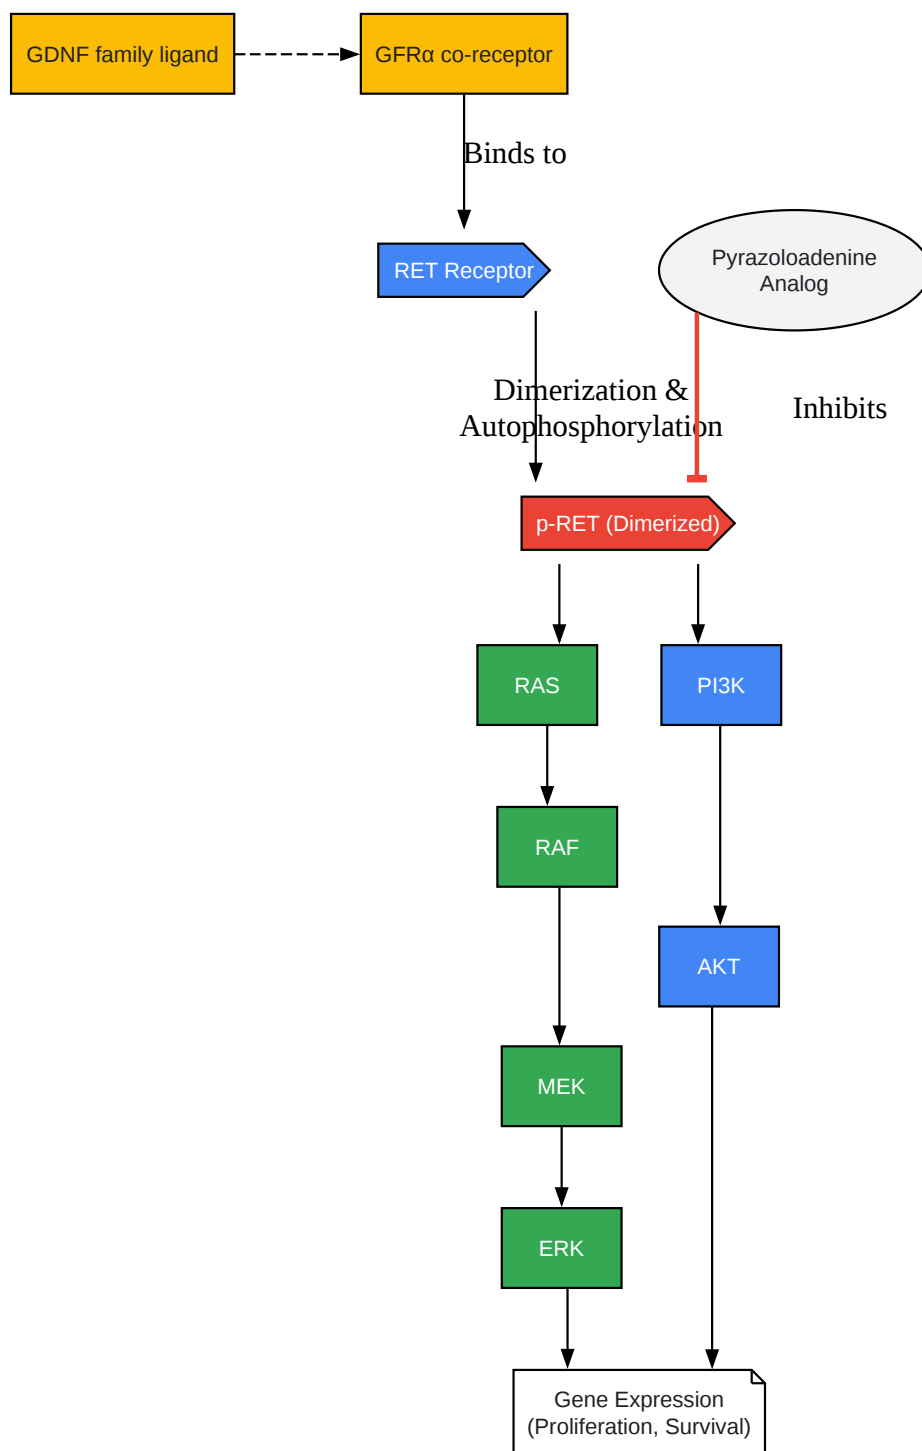 GDNF family ligand
GFRα co-receptor
Binds to
RET Receptor
Pyrazoloadenine
Analog
Dimerization &
Autophosphorylation
Inhibits
p-RET (Dimerized)
RAS
PI3K
RAF
AKT
MEK
ERK
Gene Expression
(Proliferation, Survival)